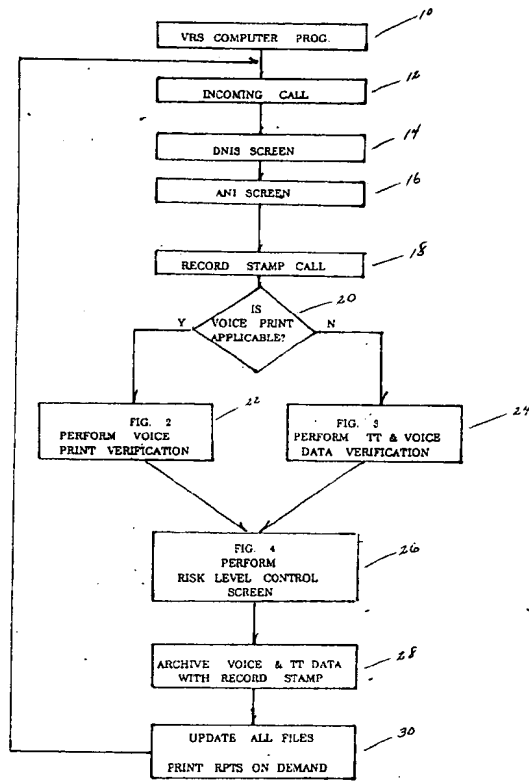 VRS COMPUTER PROG.
10
INCOMING CALL
12
DNIS SCREEN
14
ANI SCREEN
16
RECORD STAMP CALL
18
IS
VOICE PRINT
APPLICABLE?
20
Y
N
FIG. 2
PERFORM VOICE
PRINT VERIFICATION
22
FIG. 3
PERFORM TT & VOICE
DATA VERIFICATION
24
FIG. 4
PERFORM
RISK LEVEL CONTROL
SCREEN
26
ARCHIVE VOICE & TT DATA
WITH RECORD STAMP
28
UPDATE ALL FILES
PRINT RPTS ON DEMAND
30